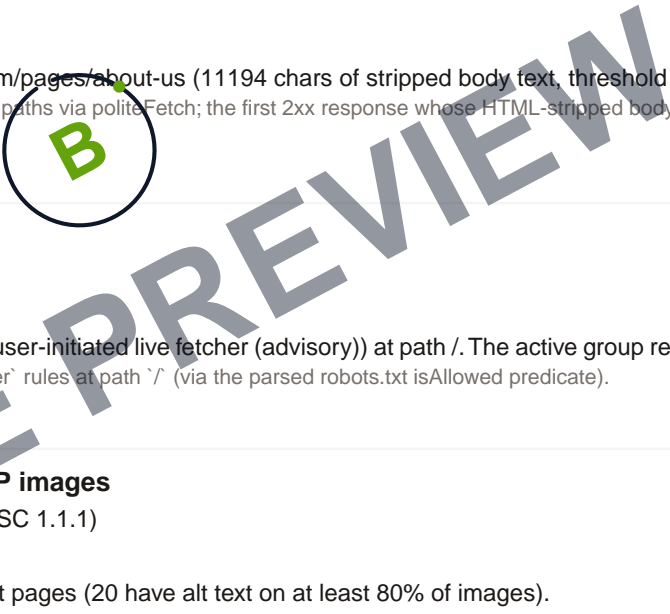 m/pages/about-us (11194 chars of stripped body text, threshold
paths via politeFetch; the first 2xx response whose HTML-stripped body
B
E PREVIEW
user-initiated live fetcher (advisory)) at path /. The active group re
er` rules at path `/` (via the parsed robots.txt isAllowed predicate).
P images
SC 1.1.1)
t pages (20 have alt text on at least 80% of images).